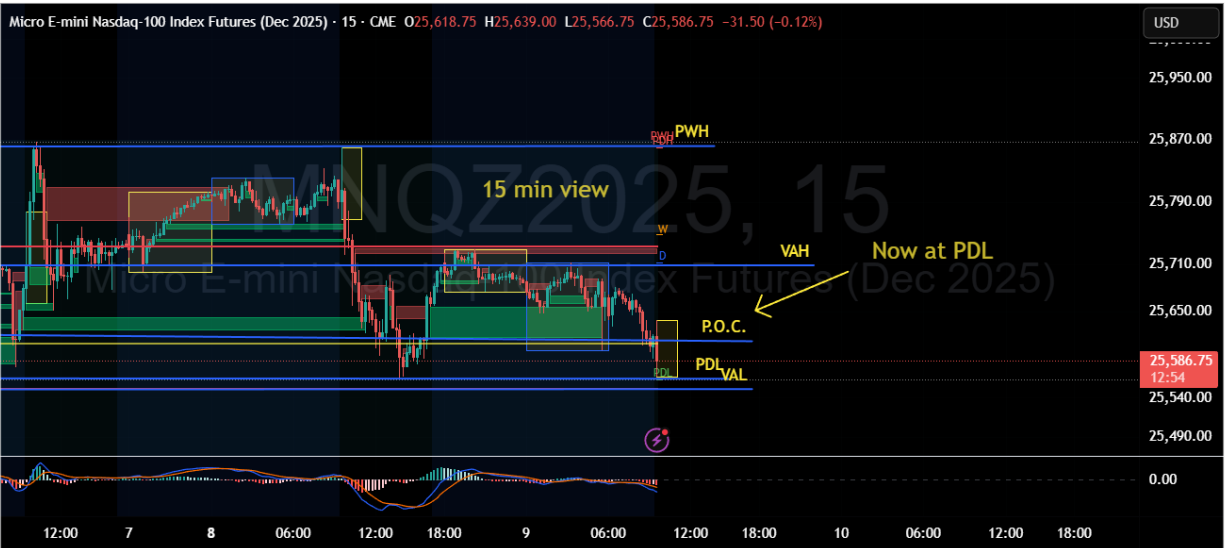 Micro E-mini Nasdaq-100 Index Futures (Dec 2025) · 15 · CME O25,618.75 H25,639.00 L25,566.75 C25,586.75 −31.50 (−0.12%)
USD
25,950.00
PWH
PDH
PWH
25,870.00
MNQZ2025, 15
15 min view
25,790.00
W
D
VAH
Now at PDL
25,710.00
Micro E-mini Nasdaq-100 Index Futures (Dec 2025)
25,650.00
P.O.C.
25,586.75
12:54
PDL
PDL
VAL
25,540.00
25,490.00
0.00
12:00 7 8 06:00 12:00 18:00 9 06:00 12:00 18:00 10 06:00 12:00 18:00